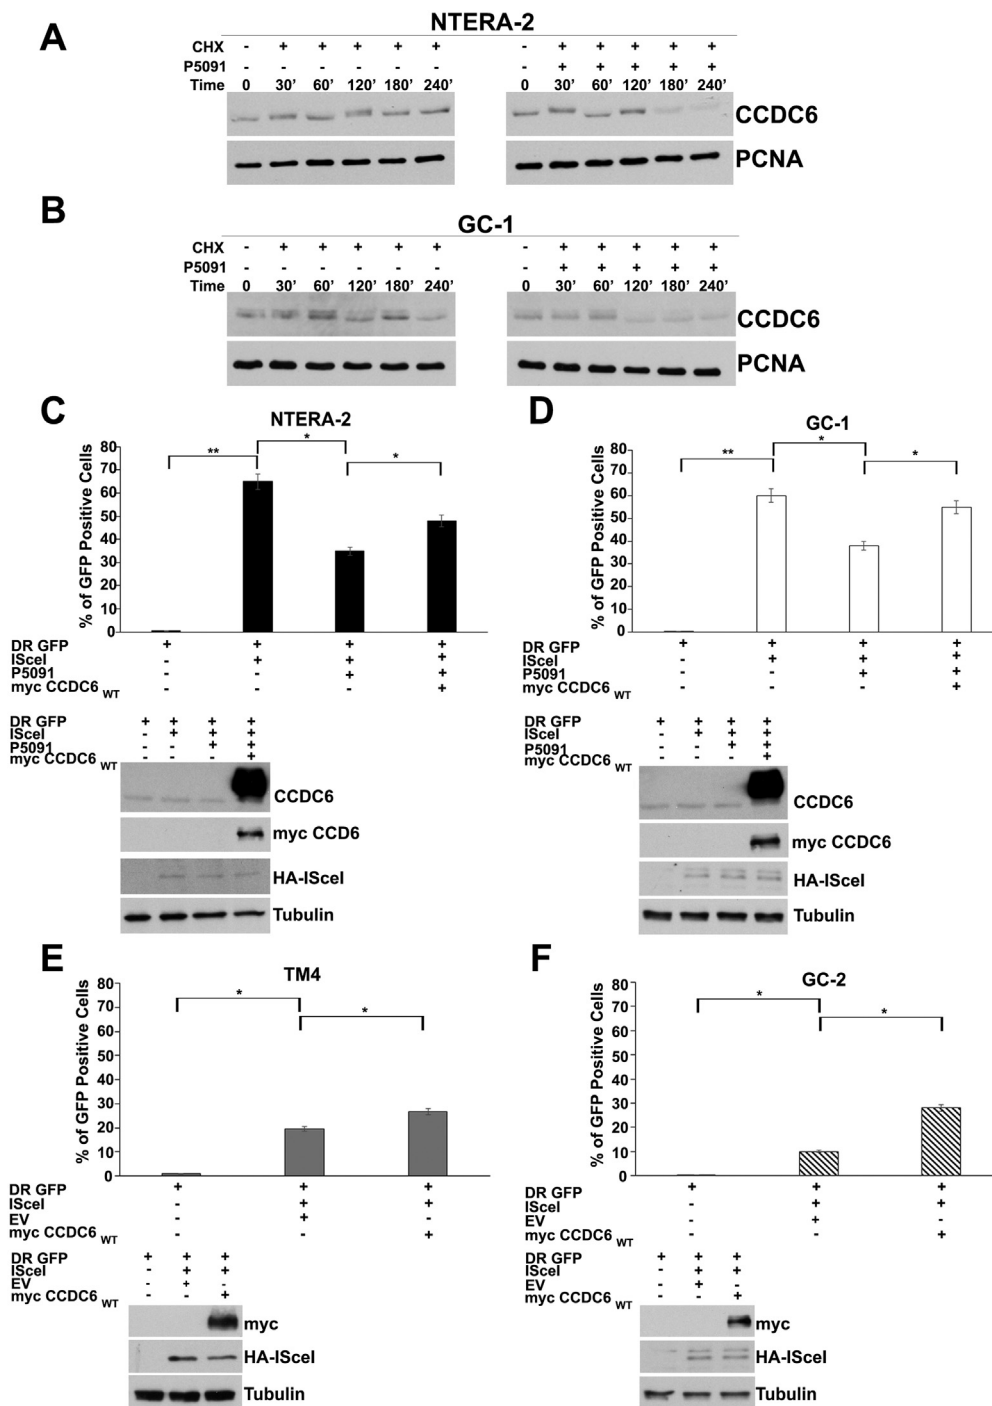 A
NTERA-2
CHX - + + + + + - + + + + +
P5091 - - - - - - - + + + + +
Time 0 30’ 60’ 120’ 180’ 240’ 0 30’ 60’ 120’ 180’ 240’
CCDC6
PCNA
B
GC-1
CHX - + + + + + - + + + + +
P5091 - - - - - - - + + + + +
Time 0 30’ 60’ 120’ 180’ 240’ 0 30’ 60’ 120’ 180’ 240’
CCDC6
PCNA
C
NTERA-2
% of GFP Positive Cells
80
70
60
50
40
30
20
10
0
** * *
DR GFP + + + +
ISceI - + + +
P5091 - - + +
myc CCDC6 WT - - - +
DR GFP + + + +
ISceI - + + +
P5091 - - + +
myc CCDC6 WT - - - +
CCDC6
myc CCD6
HA-ISceI
Tubulin
D
GC-1
% of GFP Positive Cells
80
70
60
50
40
30
20
10
0
** * *
DR GFP + + + +
ISceI - + + +
P5091 - - + +
myc CCDC6 WT - - - +
DR GFP + + + +
ISceI - + + +
P5091 - - + +
myc CCDC6 WT - - - +
CCDC6
myc CCDC6
HA-ISceI
Tubulin
E
TM4
% of GFP Positive Cells
80
70
60
50
40
30
20
10
0
* *
DR GFP + + +
ISceI - + +
EV - + -
myc CCDC6 WT - - +
DR GFP + + +
ISceI - + +
EV - + -
myc CCDC6 WT - - +
myc
HA-ISceI
Tubulin
F
GC-2
% of GFP Positive Cells
80
70
60
50
40
30
20
10
0
* *
DR GFP + + +
ISceI - + +
EV - + -
myc CCDC6 WT - - +
DR GFP + + +
ISceI - + +
EV - + -
myc CCDC6 WT - - +
myc
HA-ISceI
Tubulin